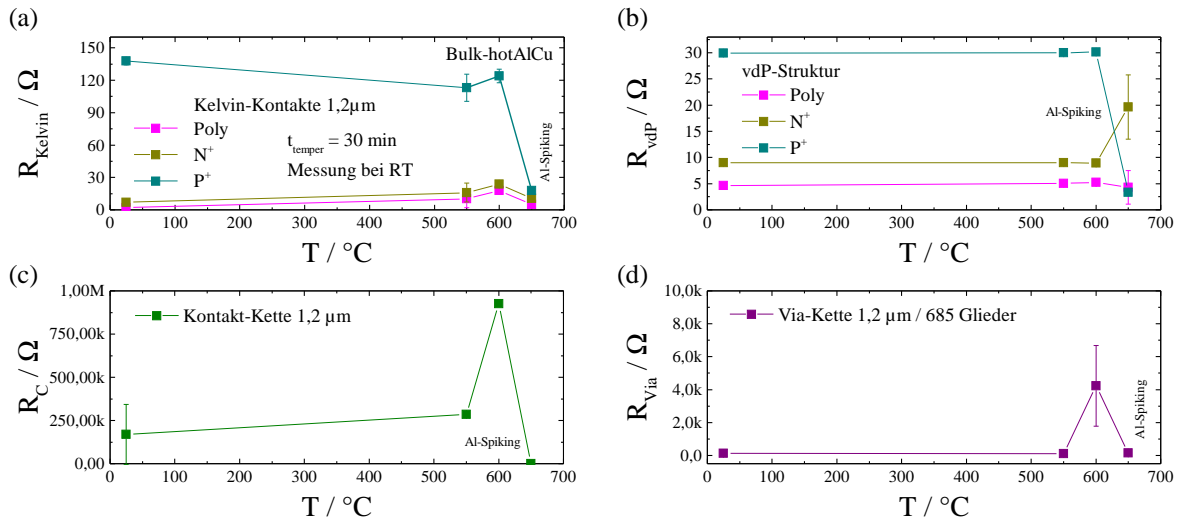 (a)
R_Kelvin / Ω
150
120
90
60
30
0
Bulk-hotAlCu
Kelvin-Kontakte 1,2µm
Poly
N⁺
P⁺
t_temper = 30 min
Messung bei RT
Al-Spiking
0 100 200 300 400 500 600 700
T / °C
(b)
R_vdP / Ω
30
25
20
15
10
5
0
vdP-Struktur
Poly
N⁺
P⁺
Al-Spiking
0 100 200 300 400 500 600 700
T / °C
(c)
R_C / Ω
1,00M
750,00k
500,00k
250,00k
0,00
Kontakt-Kette 1,2 µm
Al-Spiking
0 100 200 300 400 500 600 700
T / °C
(d)
R_Via / Ω
10,0k
8,0k
6,0k
4,0k
2,0k
0,0
Via-Kette 1,2 µm / 685 Glieder
Al-Spiking
0 100 200 300 400 500 600 700
T / °C